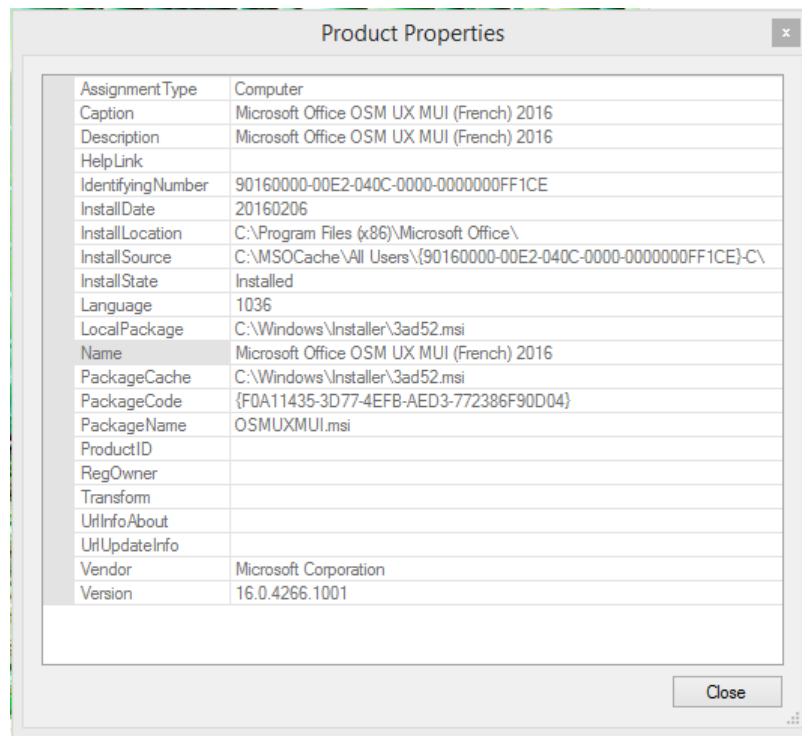 Product Properties
x
AssignmentType Computer
Caption Microsoft Office OSM UX MUI (French) 2016
Description Microsoft Office OSM UX MUI (French) 2016
HelpLink
IdentifyingNumber 90160000-00E2-040C-0000-0000000FF1CE
InstallDate 20160206
InstallLocation C:\Program Files (x86)\Microsoft Office\
InstallSource C:\MSOCache\All Users\{90160000-00E2-040C-0000-0000000FF1CE}-C\
InstallState Installed
Language 1036
LocalPackage C:\Windows\Installer\3ad52.msi
Name Microsoft Office OSM UX MUI (French) 2016
PackageCache C:\Windows\Installer\3ad52.msi
PackageCode {F0A11435-3D77-4EFB-AED3-772386F90D04}
PackageName OSMUXMUI.msi
ProductID
RegOwner
Transform
UrlInfoAbout
UrlUpdateInfo
Vendor Microsoft Corporation
Version 16.0.4266.1001
Close